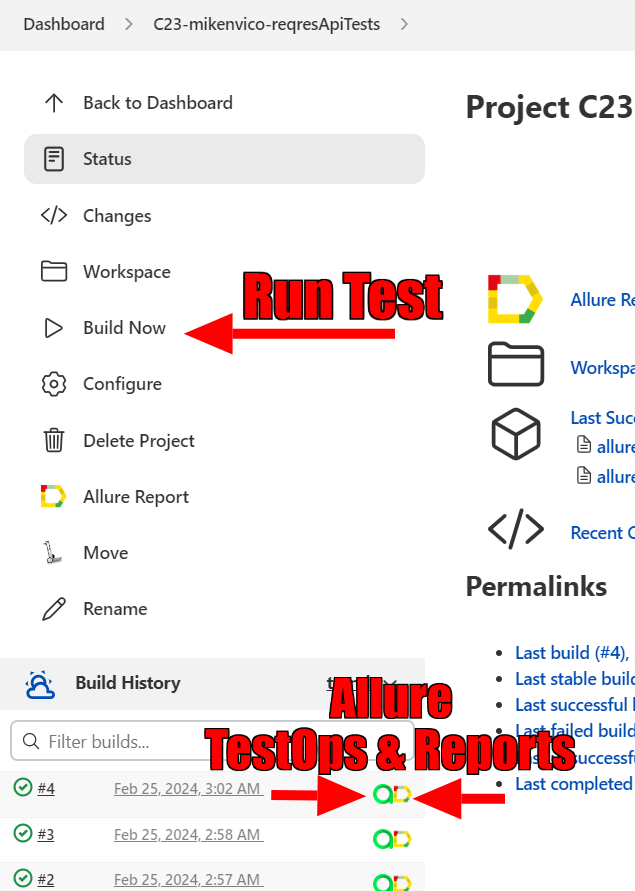 Dashboard > C23-mikenvico-reqresApiTests >
Back to Dashboard
Status
Changes
Workspace
Build Now
Configure
Delete Project
Allure Report
Move
Rename
Run Test
Project C23
Allure Re
Workspa
Last Suc
allure
allure
Recent C
Permalinks
Last build (#4),
Last stable build
Last successful b
Last failed build
successfu
Last completed
Build History
Allure
TestOps & Reports
Filter builds...
#4 Feb 25, 2024, 3:02 AM
#3 Feb 25, 2024, 2:58 AM
#2 Feb 25, 2024, 2:57 AM